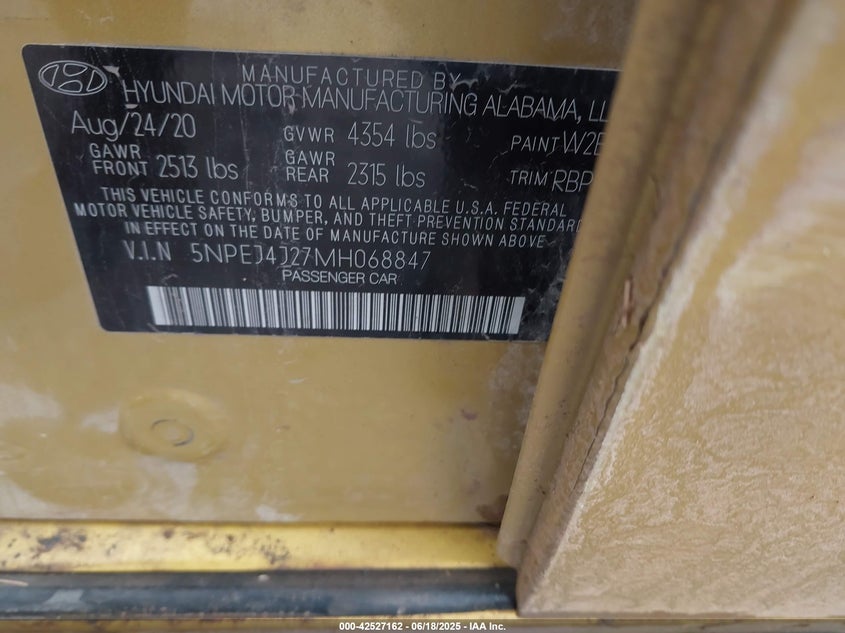 MANUFACTURED BY
HYUNDAI MOTOR MANUFACTURING ALABAMA,
Aug/24/20 GVWR 4354 lbs PAINT
GAWR FRONT 2513 lbs GAWR REAR 2315 lbs TRIM RBP
THIS VEHICLE CONFORMS TO ALL APPLICABLE U.S.A. FEDERAL
MOTOR VEHICLE SAFETY, BUMPER, AND THEFT PREVENTION STANDARD
IN EFFECT ON THE DATE OF MANUFACTURE SHOWN ABOVE
V.I.N 5NPEJ4J27MH068847
PASSENGER CAR
000-42527162 - 06/18/2025 - IAA Inc.